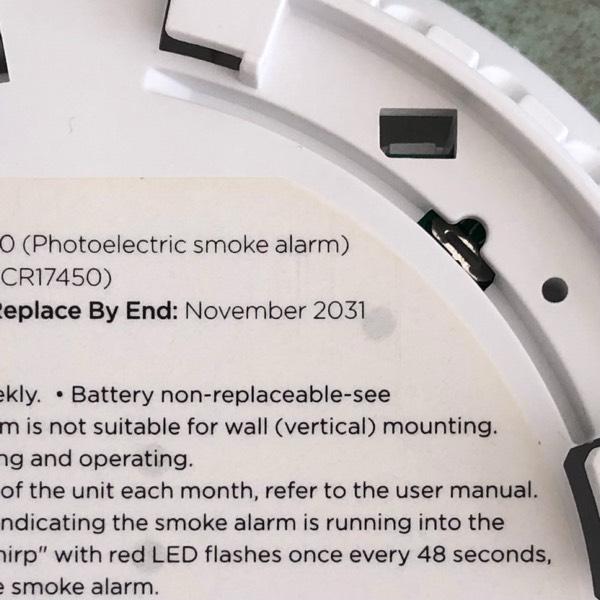 0 (Photoelectric smoke alarm)
CR17450)
Replace By End: November 2031
ekly. • Battery non-replaceable-see
m is not suitable for wall (vertical) mounting.
ng and operating.
of the unit each month, refer to the user manual.
ndicating the smoke alarm is running into the
hirp" with red LED flashes once every 48 seconds,
e smoke alarm.